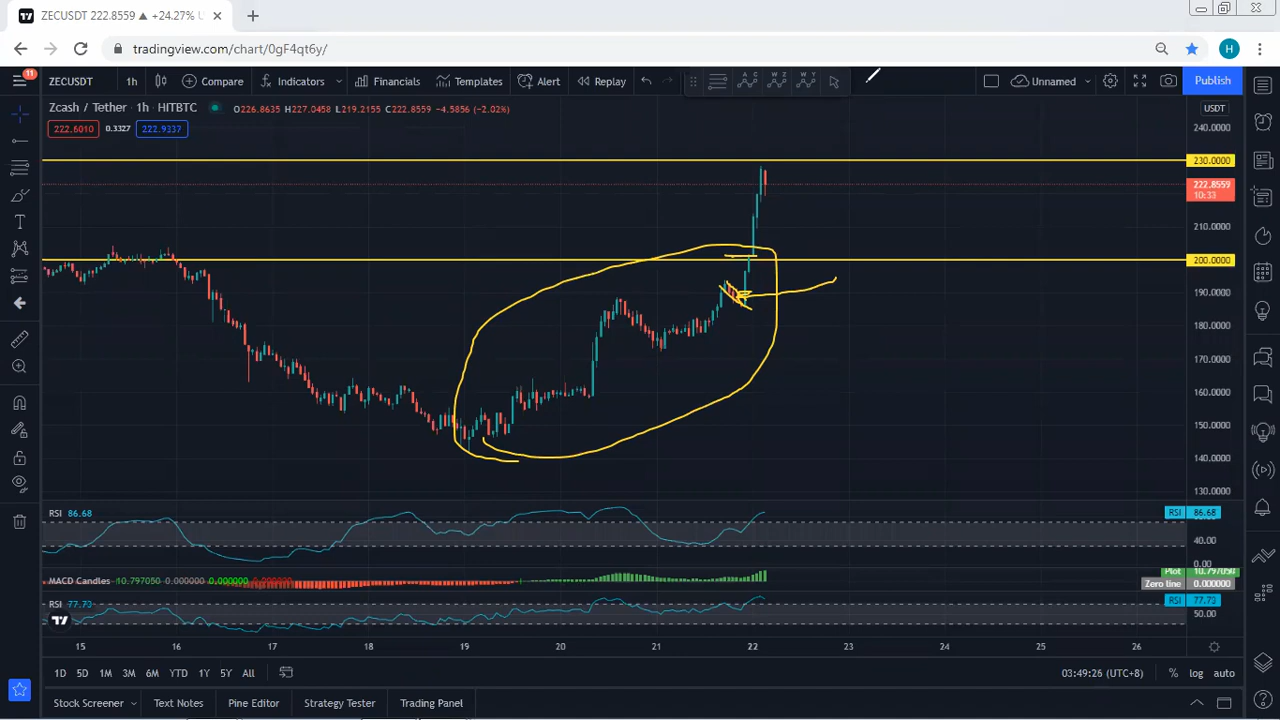 ZECUSDT 222.8559 ▲ +24.27%
tradingview.com/chart/0gF4qt6y/
H
11
ZECUSDT 1h Compare Indicators Financials Templates Alert Replay Unnamed Publish
Zcash / Tether · 1h · HITBTC O226.8635 H227.0458 L219.2155 C222.8559 −4.5856 (−2.02%)
222.6010 0.3327 222.9337
USDT
240.0000
230.0000
222.8559
10:33
210.0000
200.0000
190.0000
180.0000
170.0000
160.0000
150.0000
140.0000
130.0000
RSI 86.68 RSI 86.68
40.00
0.00
MACD Candles 10.797050 0.000000 0.000000 0.000000 Plot 10.797050
Zero line 0.000000
RSI 77.70 RSI 77.70
50.00
15 16 17 18 19 20 21 22 23 24 25 26
1D 5D 1M 3M 6M YTD 1Y 5Y All 03:49:26 (UTC+8) % log auto
Stock Screener Text Notes Pine Editor Strategy Tester Trading Panel